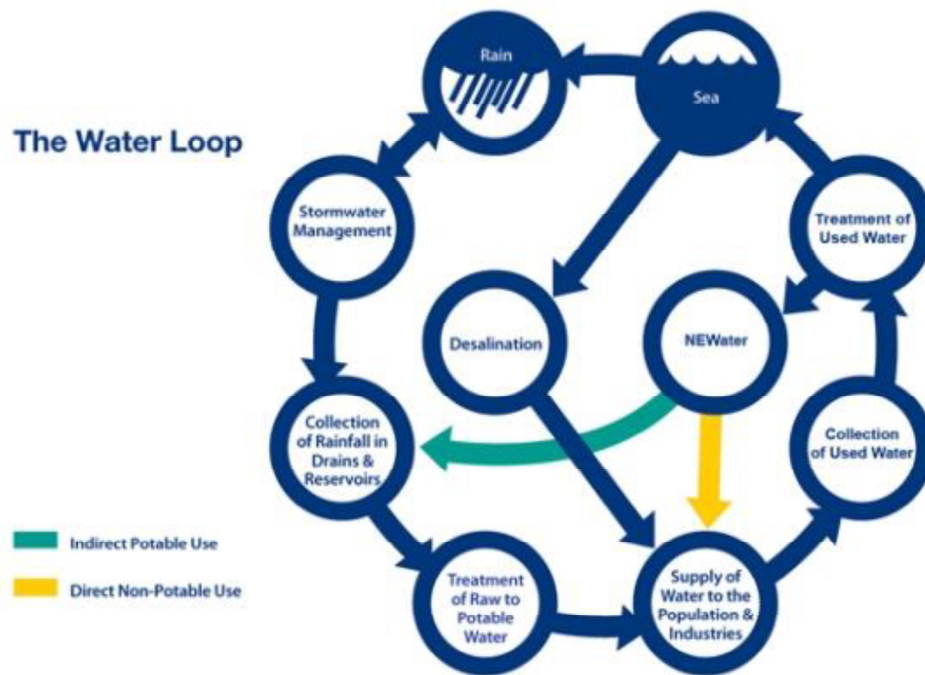 The Water Loop
Rain
Sea
Stormwater
Management
Treatment of
Used Water
Desalination
NEWater
Collection
of Rainfall in
Drains &
Reservoirs
Collection
of Used Water
Indirect Potable Use
Direct Non-Potable Use
Treatment
of Raw to
Potable
Water
Supply of
Water to the
Population &
Industries